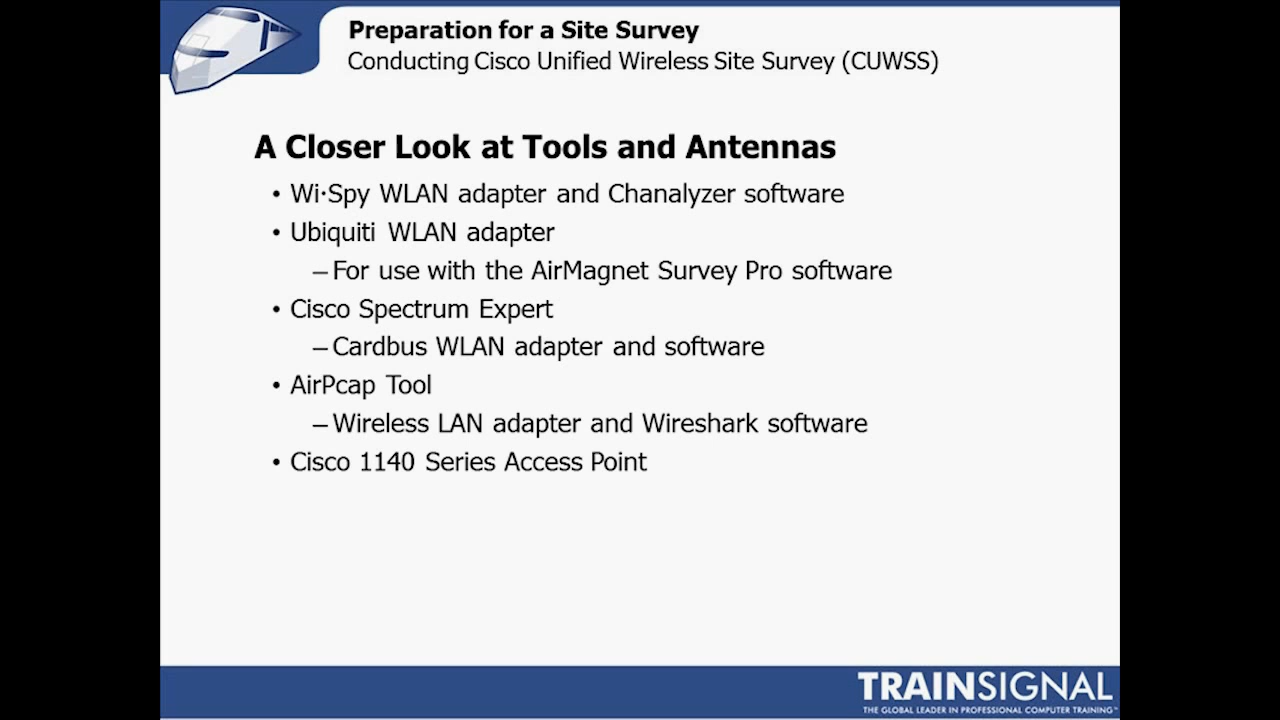 Preparation for a Site Survey
Conducting Cisco Unified Wireless Site Survey (CUWSS)
A Closer Look at Tools and Antennas
• Wi·Spy WLAN adapter and Chanalyzer software
• Ubiquiti WLAN adapter
– For use with the AirMagnet Survey Pro software
• Cisco Spectrum Expert
– Cardbus WLAN adapter and software
• AirPcap Tool
– Wireless LAN adapter and Wireshark software
• Cisco 1140 Series Access Point
TRAINSIGNAL
THE GLOBAL LEADER IN PROFESSIONAL COMPUTER TRAINING™